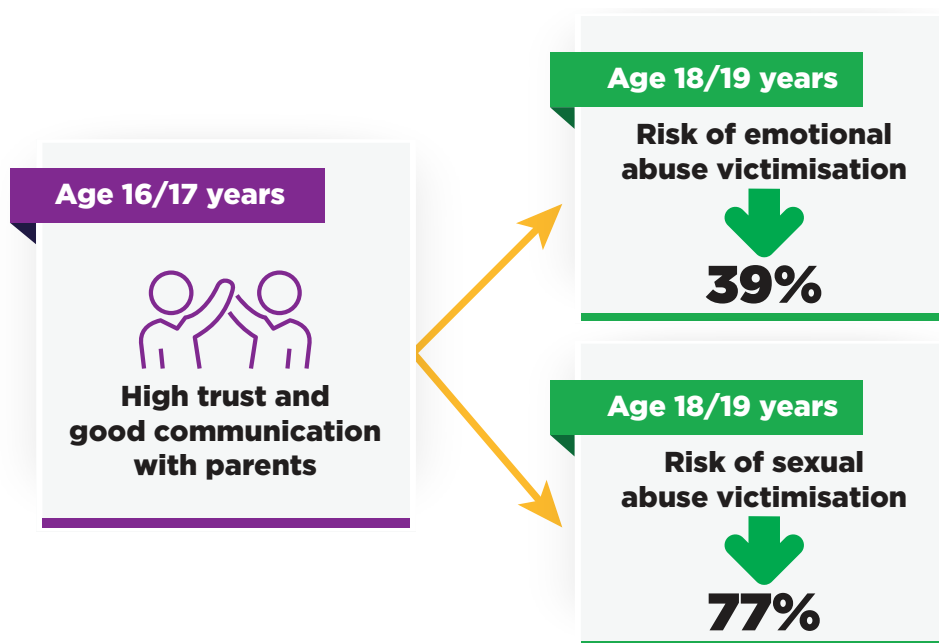 Age 16/17 years
High trust and
good communication
with parents
Age 18/19 years
Risk of emotional
abuse victimisation
39%
Age 18/19 years
Risk of sexual
abuse victimisation
77%